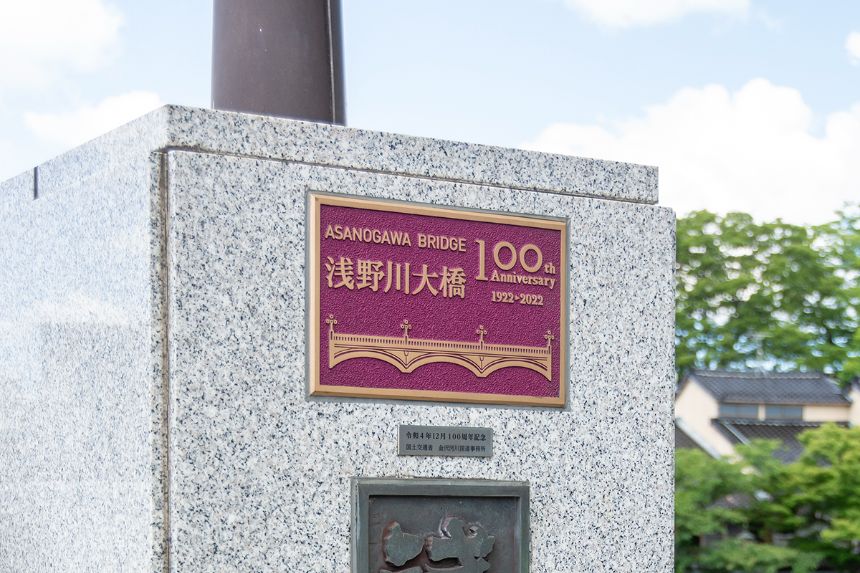 ASANOGAWA BRIDGE
浅野川大橋
100th
Anniversary
1922▸2022
令和4年12月 100周年記念
国土交通省 金沢河川国道事務所